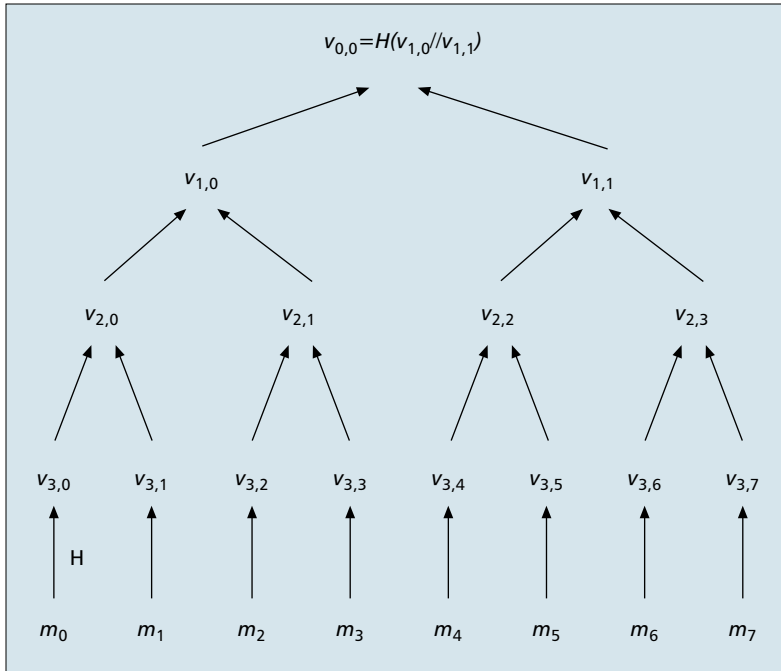 v0,0=H(v1,0//v1,1)
v1,0 v1,1
v2,0 v2,1 v2,2 v2,3
v3,0 v3,1 v3,2 v3,3 v3,4 v3,5 v3,6 v3,7
H
m0 m1 m2 m3 m4 m5 m6 m7